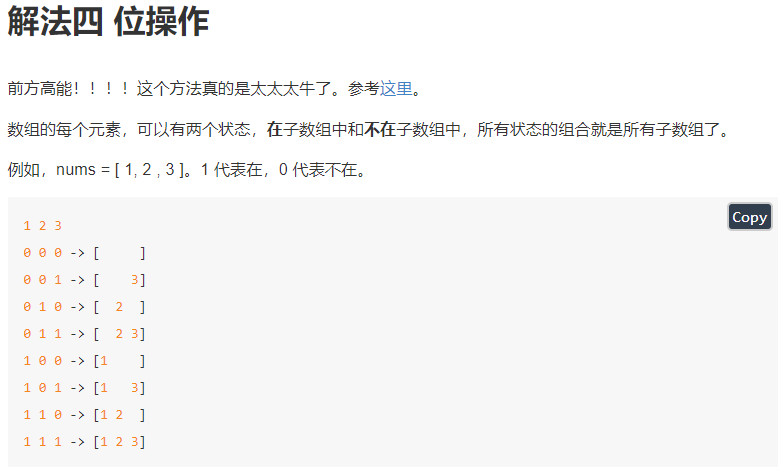 解法四 位操作
前方高能！！！！这个方法真的是太太太牛了。参考这里。
数组的每个元素，可以有两个状态，在子数组中和不在子数组中，所有状态的组合就是所有子数组了。
例如，nums = [ 1, 2 , 3 ]。1 代表在，0 代表不在。
Copy
1 2 3
0 0 0 -> [     ]
0 0 1 -> [    3]
0 1 0 -> [  2  ]
0 1 1 -> [  2 3]
1 0 0 -> [1    ]
1 0 1 -> [1   3]
1 1 0 -> [1 2  ]
1 1 1 -> [1 2 3]